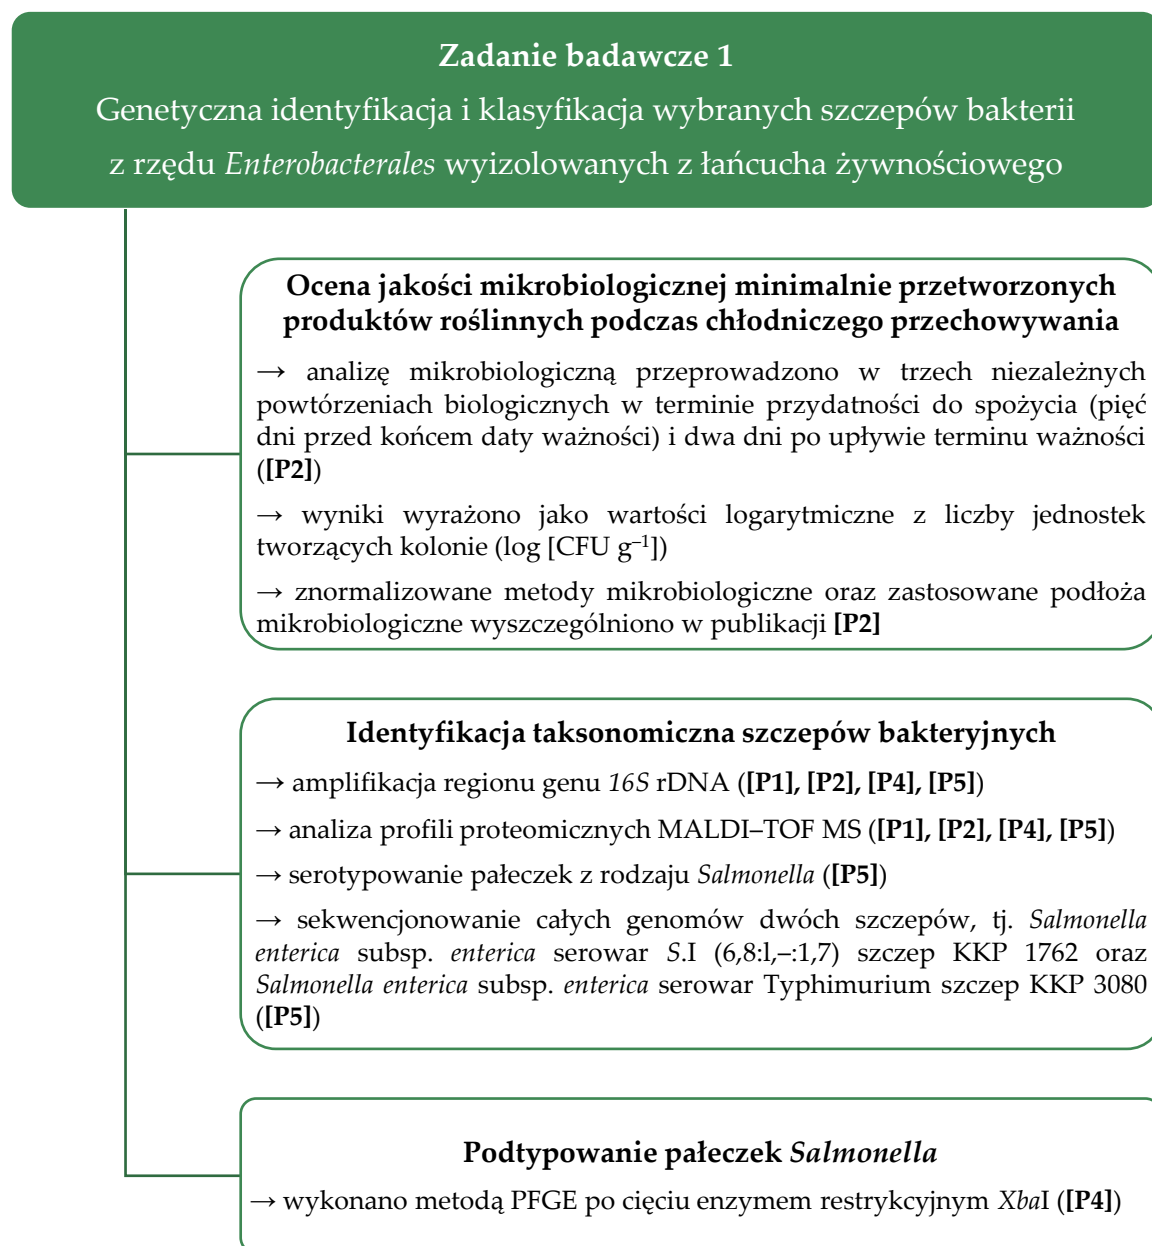 Zadanie badawcze 1
Genetyczna identyfikacja i klasyfikacja wybranych szczepów bakterii
z rzędu Enterobacterales wyizolowanych z łańcucha żywnościowego
Ocena jakości mikrobiologicznej minimalnie przetworzonych
produktów roślinnych podczas chłodniczego przechowywania
→ analizę mikrobiologiczną przeprowadzono w trzech niezależnych
powtórzeniach biologicznych w terminie przydatności do spożycia (pięć
dni przed końcem daty ważności) i dwa dni po upływie terminu ważności
([P2])
→ wyniki wyrażono jako wartości logarytmiczne z liczby jednostek
tworzących kolonie (log [CFU g⁻¹])
→ znormalizowane metody mikrobiologiczne oraz zastosowane podłoża
mikrobiologiczne wyszczególniono w publikacji [P2]
Identyfikacja taksonomiczna szczepów bakteryjnych
→ amplifikacja regionu genu 16S rDNA ([P1], [P2], [P4], [P5])
→ analiza profili proteomicznych MALDI–TOF MS ([P1], [P2], [P4], [P5])
→ serotypowanie pałeczek z rodzaju Salmonella ([P5])
→ sekwencjonowanie całych genomów dwóch szczepów, tj. Salmonella
enterica subsp. enterica serowar S.I (6,8:l,–:1,7) szczep KKP 1762 oraz
Salmonella enterica subsp. enterica serowar Typhimurium szczep KKP 3080
([P5])
Podtypowanie pałeczek Salmonella
→ wykonano metodą PFGE po cięciu enzymem restrykcyjnym XbaI ([P4])